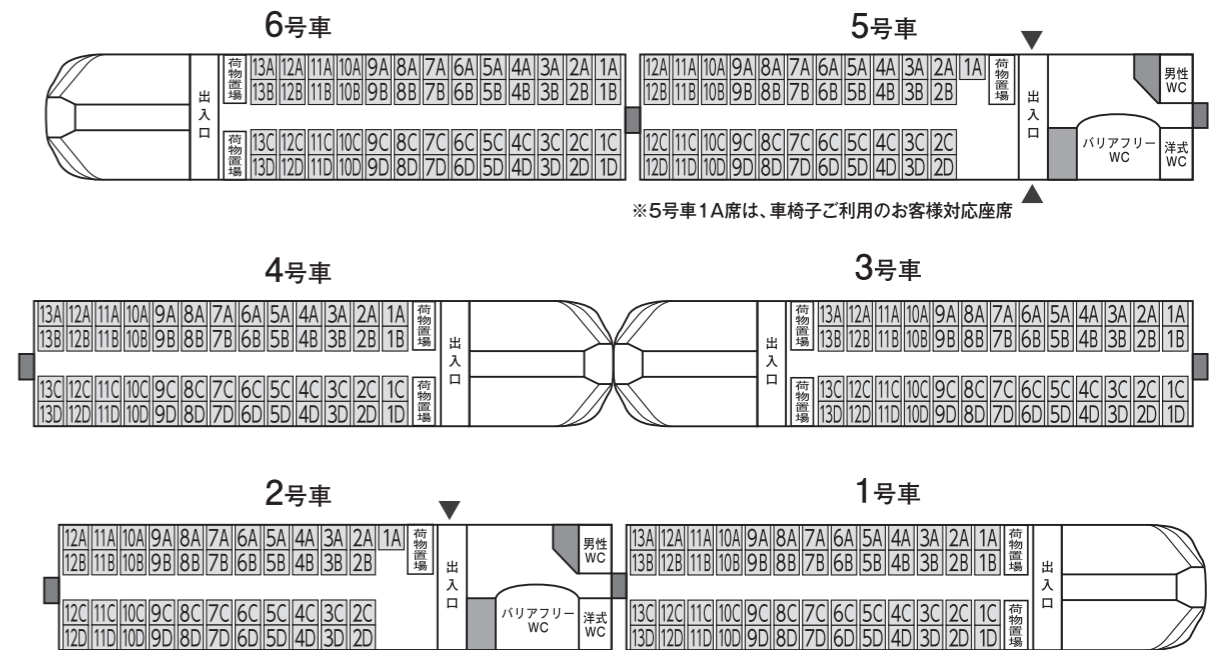 6号車
5号車
荷物置場 13A 12A 11A 10A 9A 8A 7A 6A 5A 4A 3A 2A 1A
13B 12B 11B 10B 9B 8B 7B 6B 5B 4B 3B 2B 1B
出入口
荷物置場 13C 12C 11C 10C 9C 8C 7C 6C 5C 4C 3C 2C 1C
13D 12D 11D 10D 9D 8D 7D 6D 5D 4D 3D 2D 1D
12A 11A 10A 9A 8A 7A 6A 5A 4A 3A 2A 1A 荷物置場
12B 11B 10B 9B 8B 7B 6B 5B 4B 3B 2B
12C 11C 10C 9C 8C 7C 6C 5C 4C 3C 2C
12D 11D 10D 9D 8D 7D 6D 5D 4D 3D 2D
出入口
男性
WC
バリアフリー
WC
洋式
WC
※5号車1A席は、車椅子ご利用のお客様対応座席
4号車
3号車
13A 12A 11A 10A 9A 8A 7A 6A 5A 4A 3A 2A 1A 荷物置場
13B 12B 11B 10B 9B 8B 7B 6B 5B 4B 3B 2B 1B
13C 12C 11C 10C 9C 8C 7C 6C 5C 4C 3C 2C 1C 荷物置場
13D 12D 11D 10D 9D 8D 7D 6D 5D 4D 3D 2D 1D
出入口
出入口
荷物置場 13A 12A 11A 10A 9A 8A 7A 6A 5A 4A 3A 2A 1A
13B 12B 11B 10B 9B 8B 7B 6B 5B 4B 3B 2B 1B
荷物置場 13C 12C 11C 10C 9C 8C 7C 6C 5C 4C 3C 2C 1C
13D 12D 11D 10D 9D 8D 7D 6D 5D 4D 3D 2D 1D
2号車
1号車
12A 11A 10A 9A 8A 7A 6A 5A 4A 3A 2A 1A 荷物置場
12B 11B 10B 9B 8B 7B 6B 5B 4B 3B 2B
12C 11C 10C 9C 8C 7C 6C 5C 4C 3C 2C
12D 11D 10D 9D 8D 7D 6D 5D 4D 3D 2D
出入口
男性
WC
バリアフリー
WC
洋式
WC
13A 12A 11A 10A 9A 8A 7A 6A 5A 4A 3A 2A 1A 荷物置場
13B 12B 11B 10B 9B 8B 7B 6B 5B 4B 3B 2B 1B
13C 12C 11C 10C 9C 8C 7C 6C 5C 4C 3C 2C 1C 荷物置場
13D 12D 11D 10D 9D 8D 7D 6D 5D 4D 3D 2D 1D
出入口